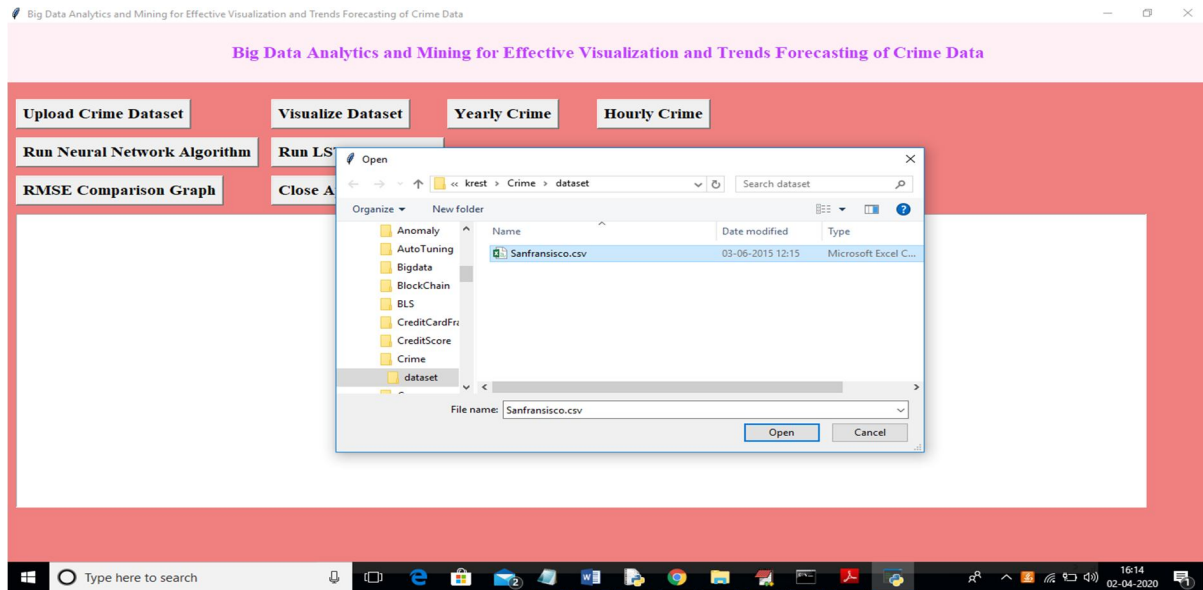 Big Data Analytics and Mining for Effective Visualization and Trends Forecasting of Crime Data
Big Data Analytics and Mining for Effective Visualization and Trends Forecasting of Crime Data
Upload Crime Dataset
Visualize Dataset
Yearly Crime
Hourly Crime
Run Neural Network Algorithm
Run LS
RMSE Comparison Graph
Close A
Open
« krest > Crime > dataset
Search dataset
Organize
New folder
Anomaly
AutoTuning
Bigdata
BlockChain
BLS
CreditCardFra
CreditScore
Crime
dataset
Name
Date modified
Type
Sanfransisco.csv
03-06-2015 12:15
Microsoft Excel C...
File name:
Sanfransisco.csv
Open
Cancel
Type here to search
2
16:14
02-04-2020
1